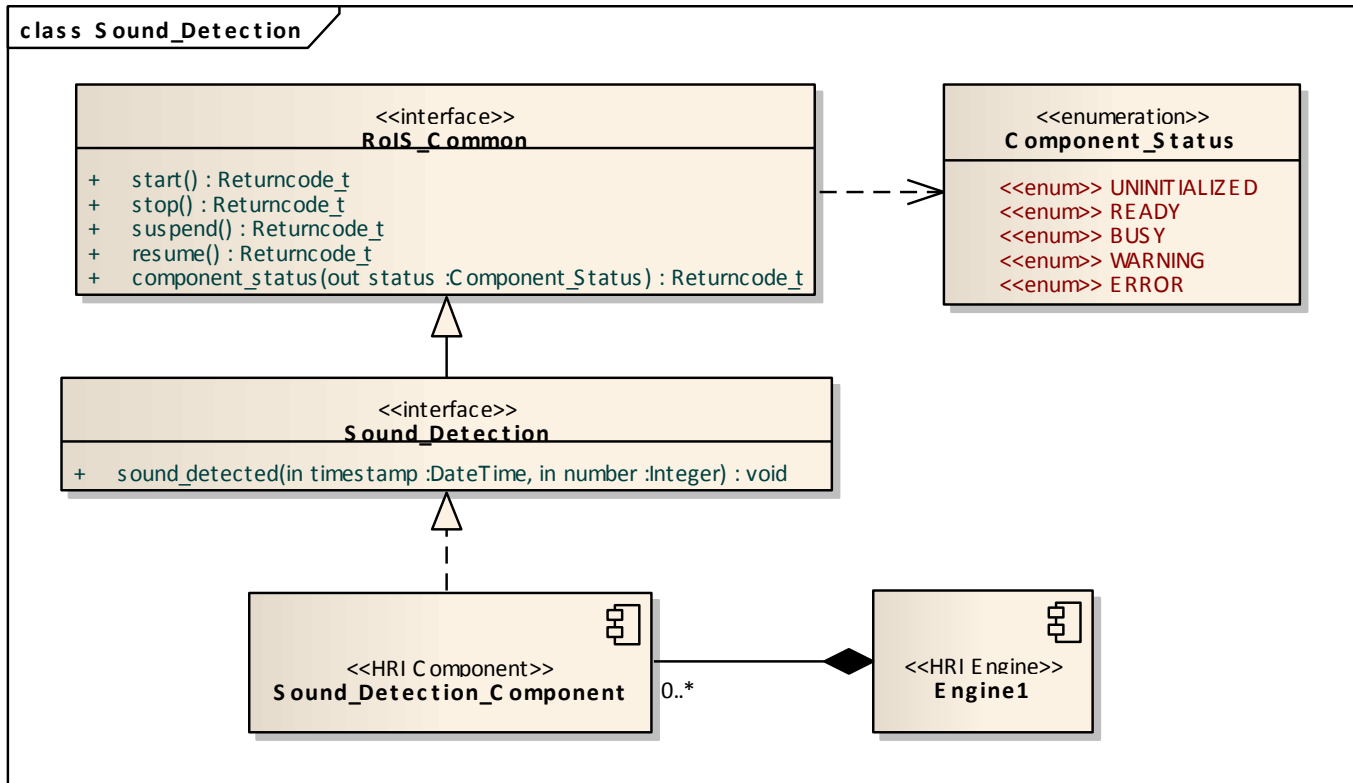 class Sound_Detection
<<interface>>
RoIS_Common
+ start() : Returncode_t
+ stop() : Returncode_t
+ suspend() : Returncode_t
+ resume() : Returncode_t
+ component_status(out status :Component_Status) : Returncode_t
<<enumeration>>
Component_Status
<<enum>> UNINITIALIZED
<<enum>> READY
<<enum>> BUSY
<<enum>> WARNING
<<enum>> ERROR
<<interface>>
Sound_Detection
+ sound_detected(in timestamp :DateTime, in number :Integer) : void
<<HRI Component>>
Sound_Detection_Component
0..*
<<HRI Engine>>
Engine1